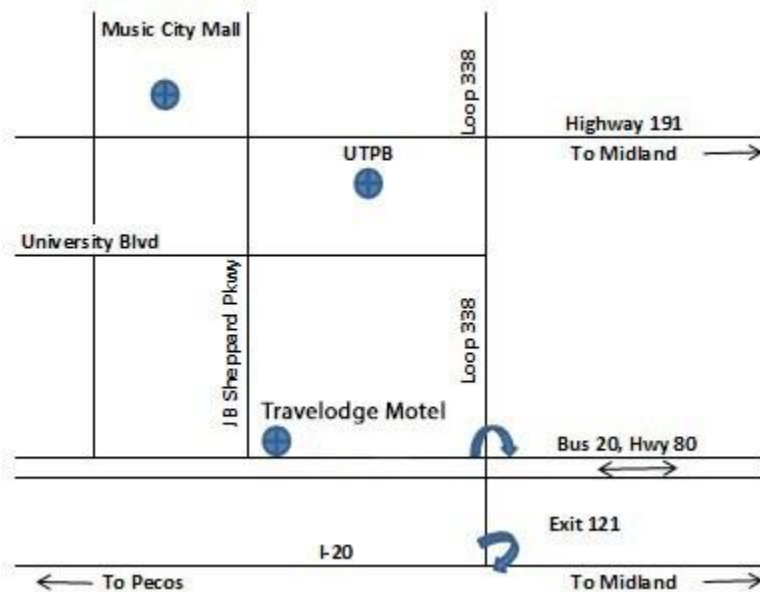 Music City Mall
Loop 338
Highway 191
To Midland
UTPB
University Blvd
JB Sheppard Pkwy
Loop 338
Travelodge Motel
Bus 20, Hwy 80
Exit 121
I-20
To Pecos
To Midland